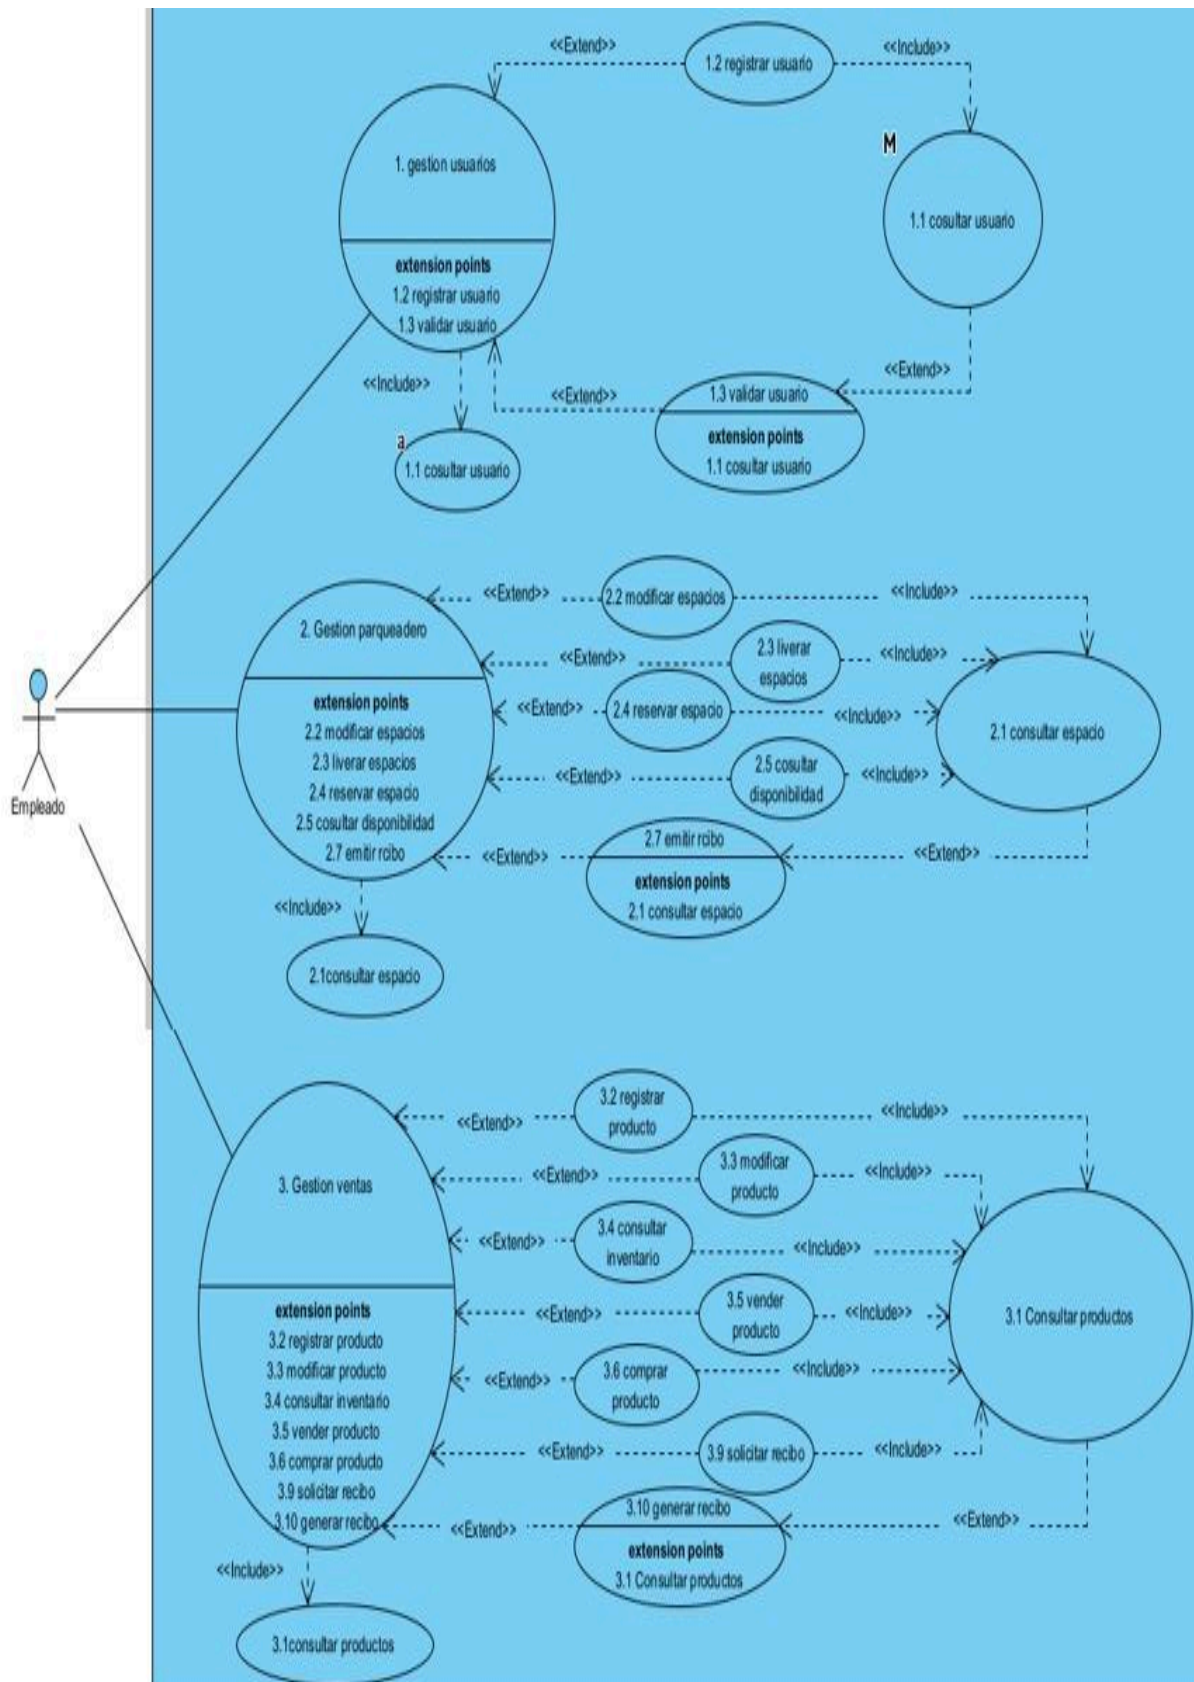 <<Extend>>
1.2 registrar usuario
<<Include>>
M
1. gestion usuarios
1.1 cosultar usuario
extension points
1.2 registrar usuario
1.3 validar usuario
<<Include>>
<<Extend>>
1.3 validar usuario
<<Extend>>
extension points
1.1 cosultar usuario
a
1.1 cosultar usuario
<<Extend>>
2.2 modificar espacios
<<Include>>
2. Gestion parqueadero
<<Extend>>
2.3 liverar
espacios
<<Include>>
extension points
2.2 modificar espacios
2.3 liverar espacios
2.4 reservar espacio
2.5 cosultar disponibilidad
2.7 emitir rcibo
<<Extend>>
2.4 reservar espacio
<<Include>>
2.1 consultar espacio
<<Extend>>
2.5 cosultar
disponibilidad
<<Include>>
Empleado
<<Extend>>
2.7 emitir rcibo
<<Extend>>
extension points
2.1 consultar espacio
<<Include>>
2.1consultar espacio
<<Extend>>
3.2 registrar
producto
<<Include>>
3. Gestion ventas
<<Extend>>
3.3 modificar
producto
<<Include>>
<<Extend>>
3.4 consultar
inventario
<<Include>>
extension points
3.2 registrar producto
3.3 modificar producto
3.4 consultar inventario
3.5 vender producto
3.6 comprar producto
3.9 solicitar recibo
3.10 generar recibo
<<Extend>>
3.5 vender
producto
<<Include>>
3.1 Consultar productos
<<Extend>>
3.6 comprar
producto
<<Include>>
<<Extend>>
3.9 solicitar recibo
<<Include>>
<<Extend>>
3.10 generar recibo
<<Extend>>
extension points
3.1 Consultar productos
<<Include>>
3.1consultar productos